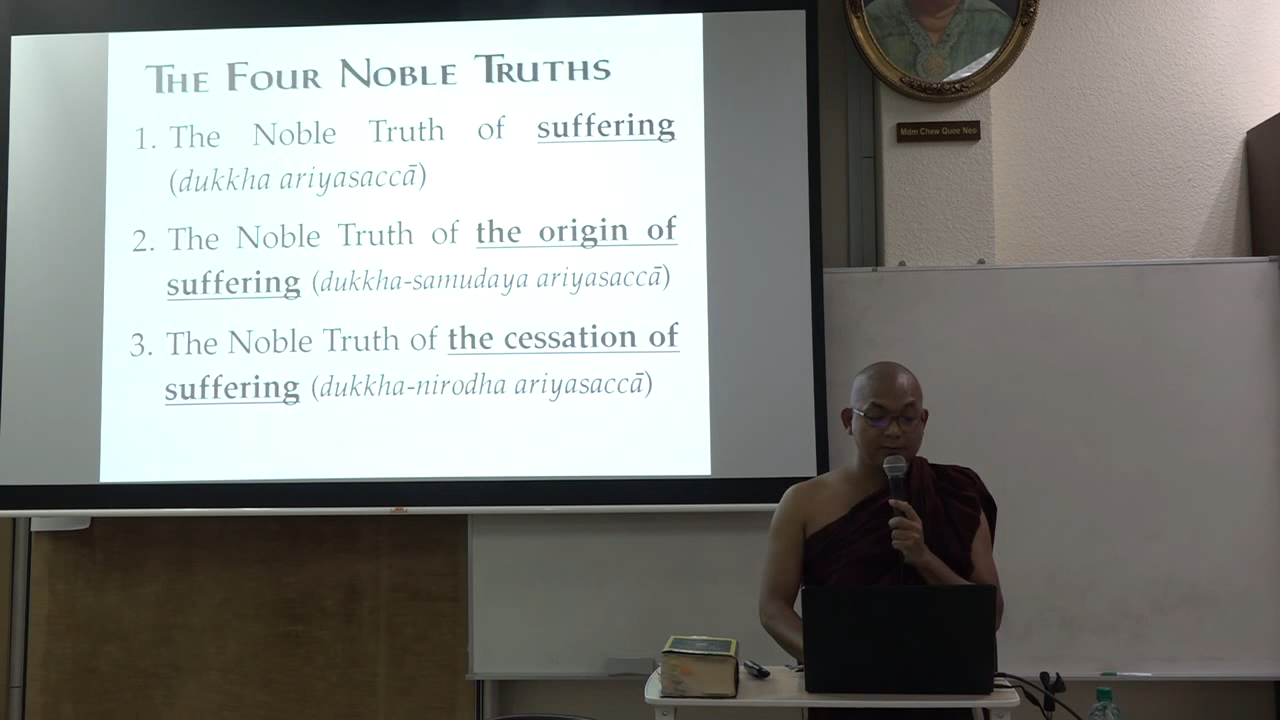 THE FOUR NOBLE TRUTHS
1. The Noble Truth of suffering
(dukkha ariyasaccā)
2. The Noble Truth of the origin of
suffering (dukkha-samudaya ariyasaccā)
3. The Noble Truth of the cessation of
suffering (dukkha-nirodha ariyasaccā)
Mdm Chew Quee Neo